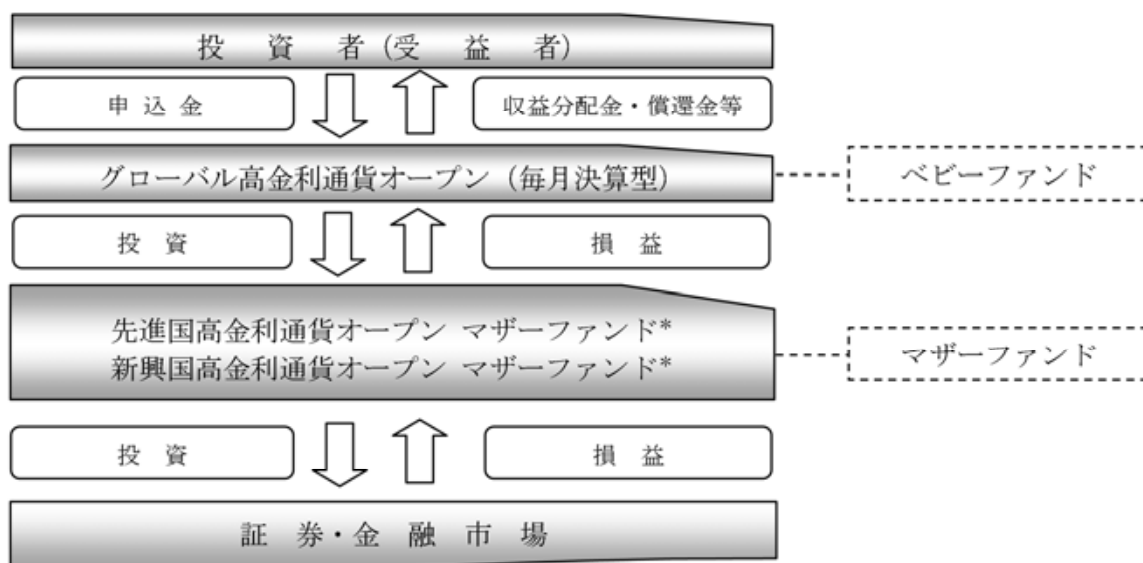 投資者(受益者)
申込金
収益分配金・償還金等
グローバル高金利通貨オープン(毎月決算型)
ベビーファンド
投資
損益
先進国高金利通貨オープン マザーファンド*
新興国高金利通貨オープン マザーファンド*
マザーファンド
投資
損益
証券・金融市場